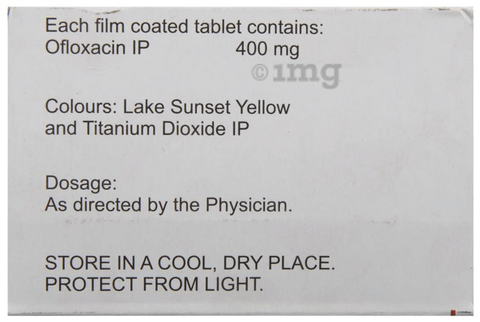 Each film coated tablet contains:
Ofloxacin IP 400 mg
©1mg
Colours: Lake Sunset Yellow
and Titanium Dioxide IP
Dosage:
As directed by the Physician.
STORE IN A COOL, DRY PLACE.
PROTECT FROM LIGHT.